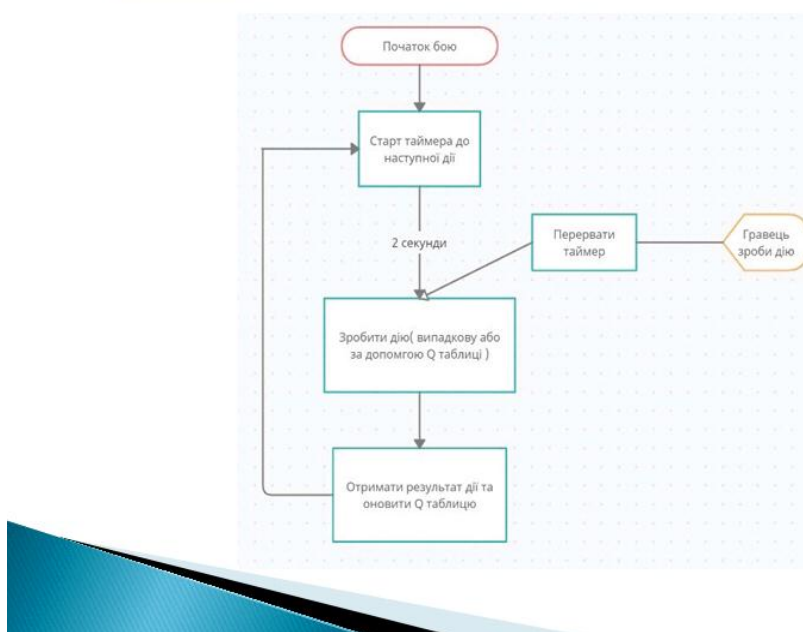 Початок бою
Старт таймера до
наступної дії
2 секунди
Перервати
таймер
Гравець
зроби дію
Зробити дію( випадкову або
за допомгою Q таблиці )
Отримати результат дії та
оновити Q таблицю